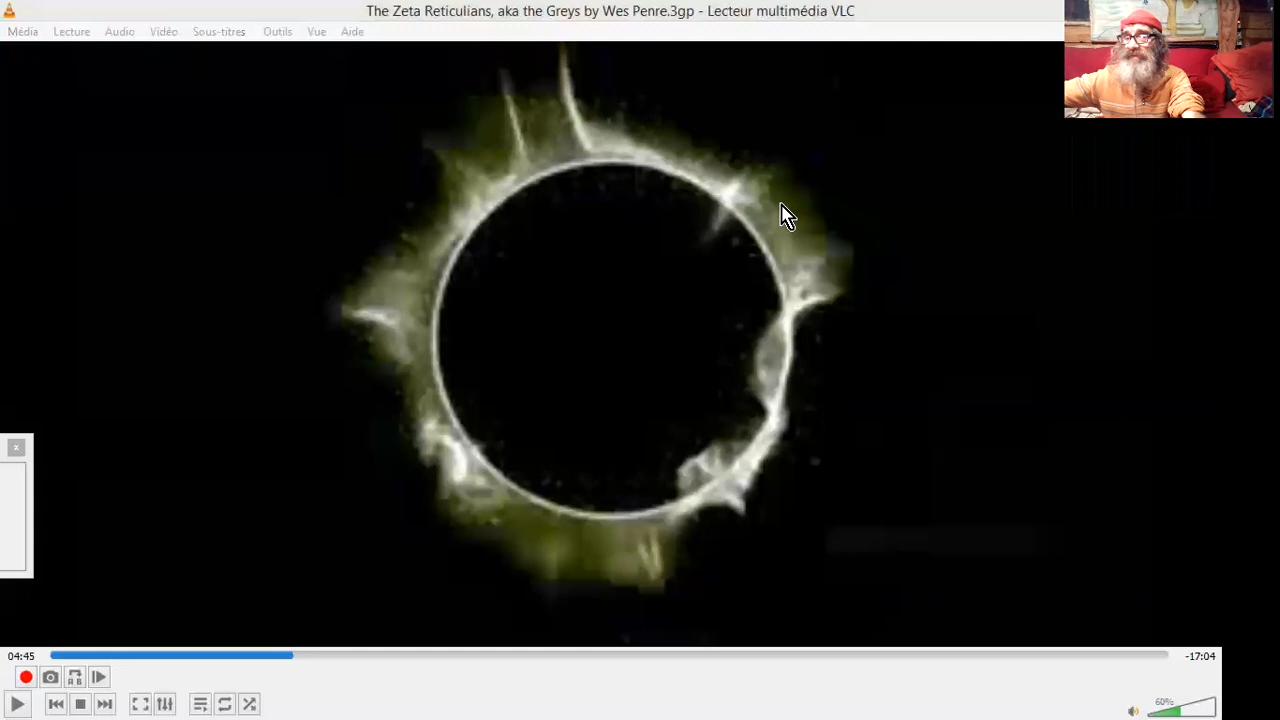 The Zeta Reticulians, aka the Greys by Wes Penre.3gp - Lecteur multimédia VLC
Média Lecture Audio Vidéo Sous-titres Outils Vue Aide
x
04:45 -17:04
A B
60%